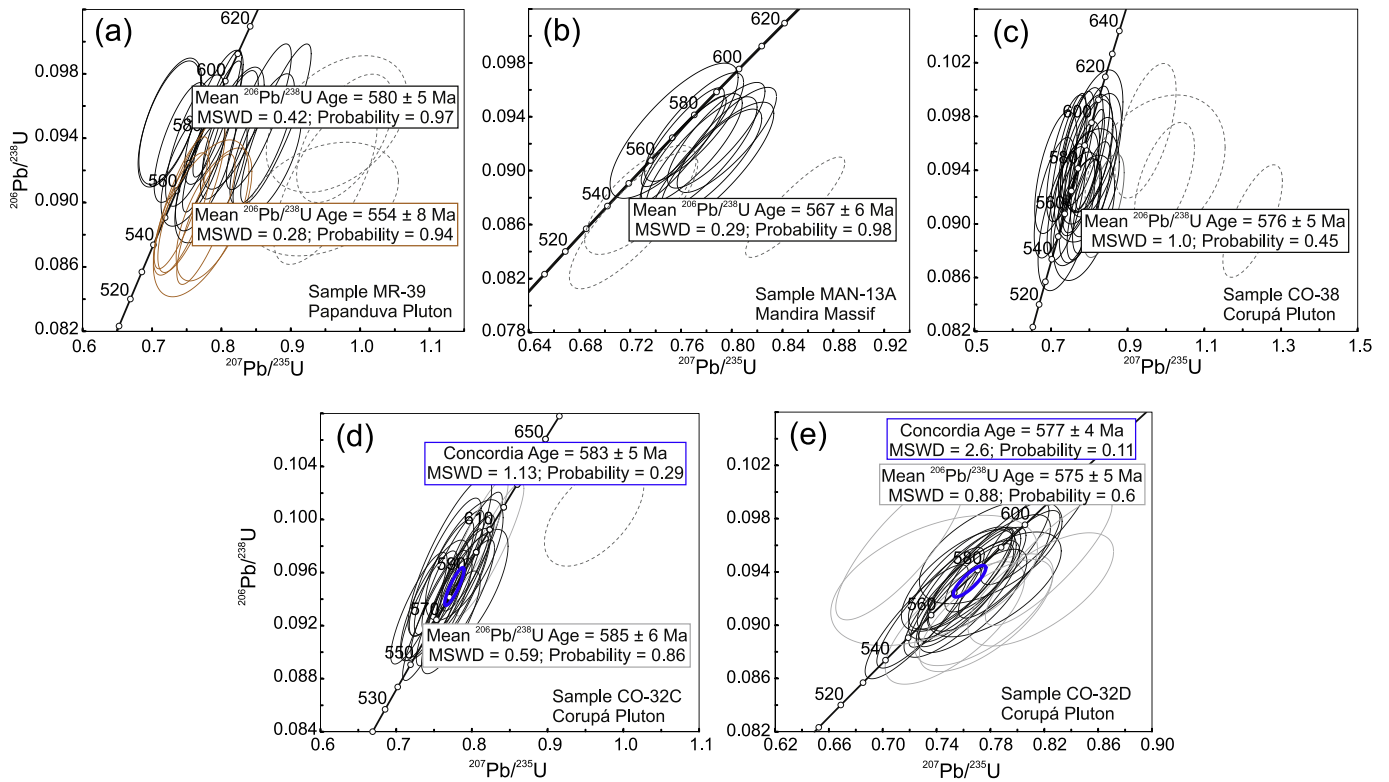 (a)
620
600
580
560
540
520
0.098
0.094
0.090
0.086
0.082
²⁰⁶Pb/²³⁸U
Mean ²⁰⁶Pb/²³⁸U Age = 580 ± 5 Ma
MSWD = 0.42; Probability = 0.97
Mean ²⁰⁶Pb/²³⁸U Age = 554 ± 8 Ma
MSWD = 0.28; Probability = 0.94
Sample MR-39
Papanduva Pluton
0.6 0.7 0.8 0.9 1.0 1.1
²⁰⁷Pb/²³⁵U
(b)
620
600
580
560
540
520
0.098
0.094
0.090
0.086
0.082
0.078
Mean ²⁰⁶Pb/²³⁸U Age = 567 ± 6 Ma
MSWD = 0.29; Probability = 0.98
Sample MAN-13A
Mandira Massif
0.64 0.68 0.72 0.76 0.80 0.84 0.88 0.92
²⁰⁷Pb/²³⁵U
(c)
640
620
600
580
560
540
520
0.102
0.098
0.094
0.090
0.086
0.082
Mean ²⁰⁶Pb/²³⁸U Age = 576 ± 5 Ma
MSWD = 1.0; Probability = 0.45
Sample CO-38
Corupá Pluton
0.5 0.7 0.9 1.1 1.3 1.5
²⁰⁷Pb/²³⁵U
(d)
650
610
590
570
550
530
0.104
0.100
0.096
0.092
0.088
0.084
²⁰⁶Pb/²³⁸U
Concordia Age = 583 ± 5 Ma
MSWD = 1.13; Probability = 0.29
Mean ²⁰⁶Pb/²³⁸U Age = 585 ± 6 Ma
MSWD = 0.59; Probability = 0.86
Sample CO-32C
Corupá Pluton
0.6 0.7 0.8 0.9 1.0 1.1
²⁰⁷Pb/²³⁵U
(e)
Concordia Age = 577 ± 4 Ma
MSWD = 2.6; Probability = 0.11
Mean ²⁰⁶Pb/²³⁸U Age = 575 ± 5 Ma
MSWD = 0.88; Probability = 0.6
600
580
560
540
520
0.102
0.098
0.094
0.090
0.086
0.082
Sample CO-32D
Corupá Pluton
0.62 0.66 0.70 0.74 0.78 0.82 0.86 0.90
²⁰⁷Pb/²³⁵U